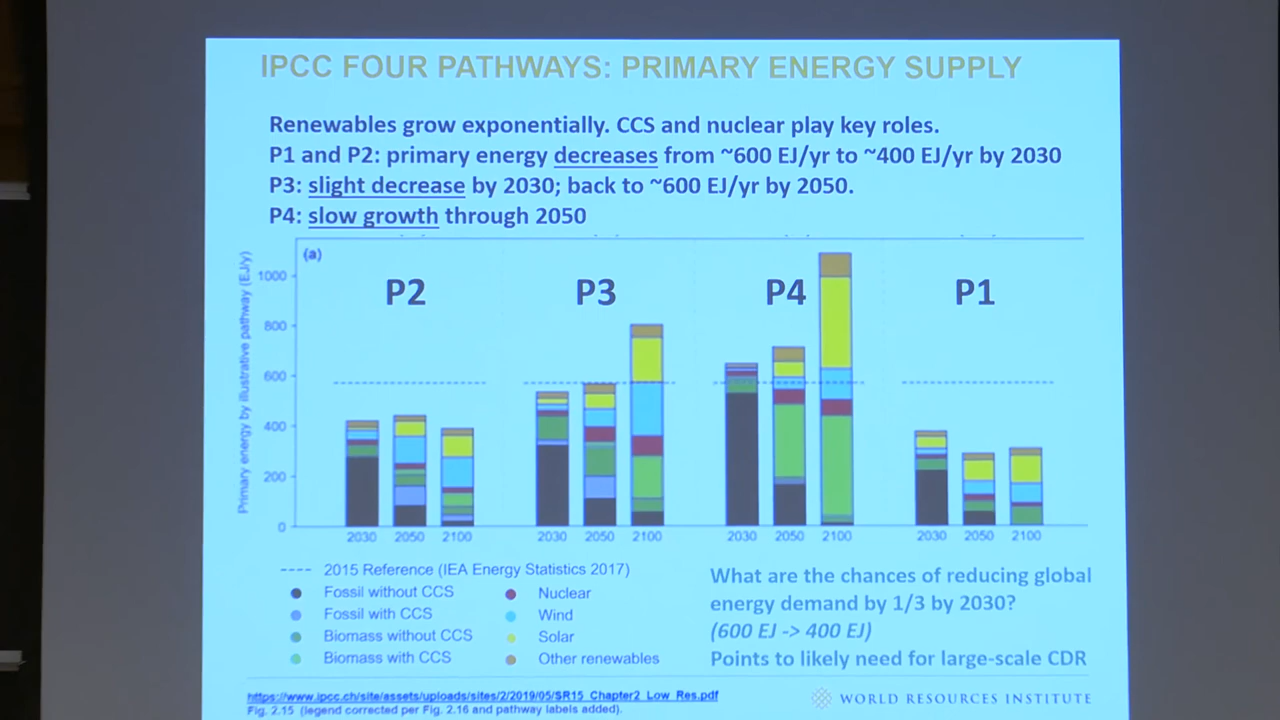 IPCC FOUR PATHWAYS: PRIMARY ENERGY SUPPLY
Renewables grow exponentially. CCS and nuclear play key roles.
P1 and P2: primary energy decreases from ~600 EJ/yr to ~400 EJ/yr by 2030
P3: slight decrease by 2030; back to ~600 EJ/yr by 2050.
P4: slow growth through 2050
Primary energy by illustrative pathway (EJ/y)
(a)
P2 P3 P4 P1
1000
800
600
400
200
0
2030 2050 2100 2030 2050 2100 2030 2050 2100 2030 2050 2100
2015 Reference (IEA Energy Statistics 2017)
Fossil without CCS
Fossil with CCS
Biomass without CCS
Biomass with CCS
Nuclear
Wind
Solar
Other renewables
What are the chances of reducing global
energy demand by 1/3 by 2030?
(600 EJ -> 400 EJ)
Points to likely need for large-scale CDR
https://www.ipcc.ch/site/assets/uploads/sites/2/2019/05/SR15_Chapter2_Low_Res.pdf
Fig. 2.15 (legend corrected per Fig. 2.16 and pathway labels added).
WORLD RESOURCES INSTITUTE